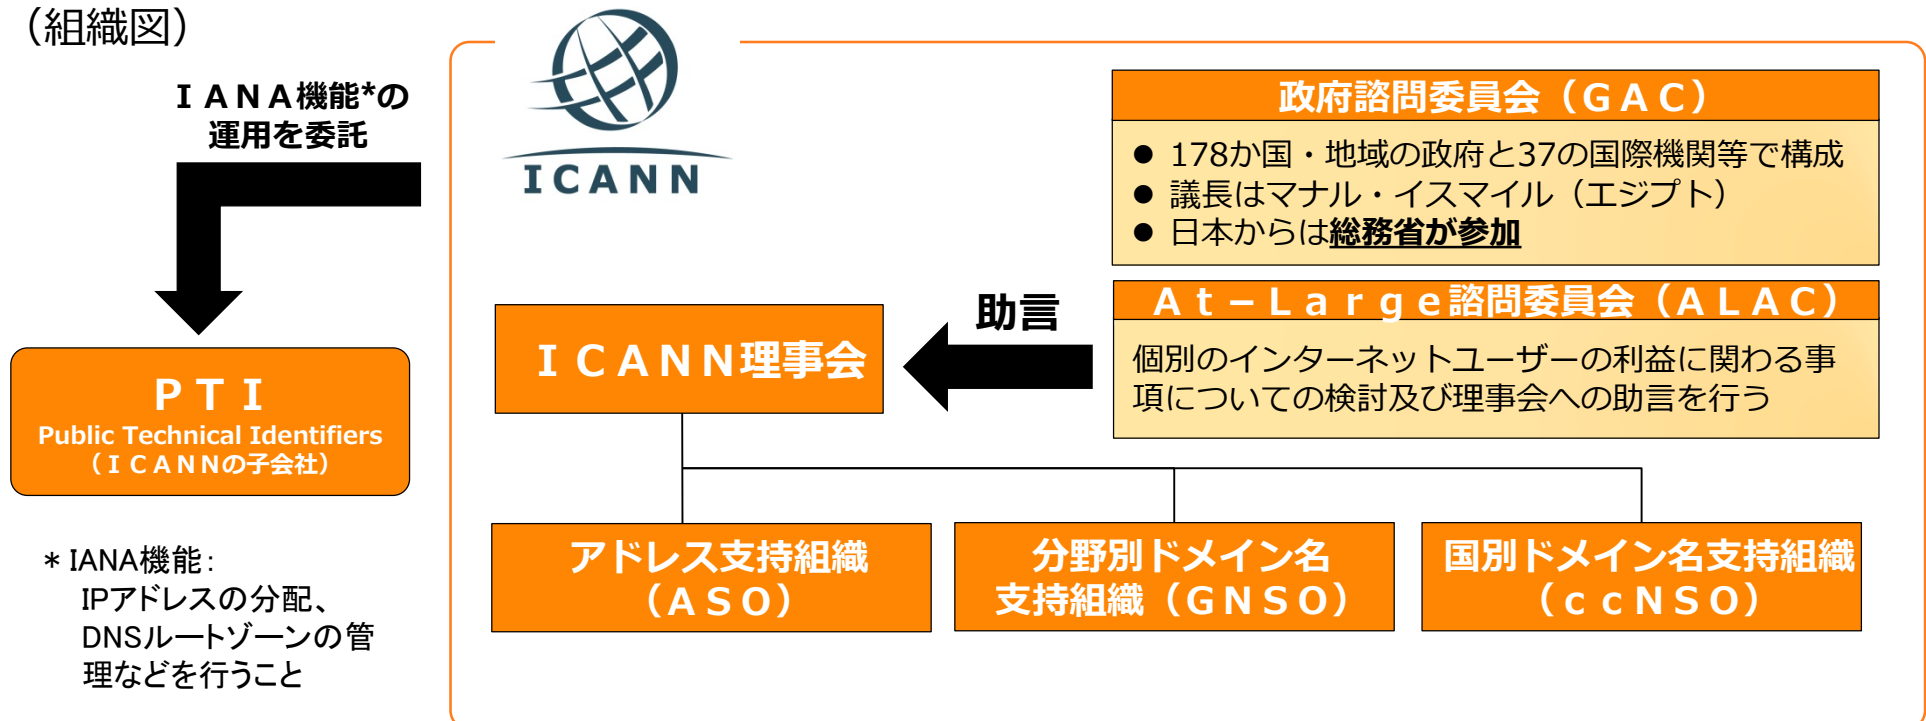 （組織図）
ＩＡＮＡ機能*の
運用を委託
ICANN
政府諮問委員会（ＧＡＣ）
● 178か国・地域の政府と37の国際機関等で構成
● 議長はマナル・イスマイル（エジプト）
● 日本からは総務省が参加
助言
Ａｔ－Ｌａｒｇｅ諮問委員会（ＡＬＡＣ）
個別のインターネットユーザーの利益に関わる事
項についての検討及び理事会への助言を行う
ＩＣＡＮＮ理事会
ＰＴＩ
Public Technical Identifiers
（ＩＣＡＮＮの子会社）
アドレス支持組織
（ＡＳＯ）
分野別ドメイン名
支持組織（ＧＮＳＯ）
国別ドメイン名支持組織
（ｃｃＮＳＯ）
＊IANA機能：
IPアドレスの分配、
DNSルートゾーンの管
理などを行うこと